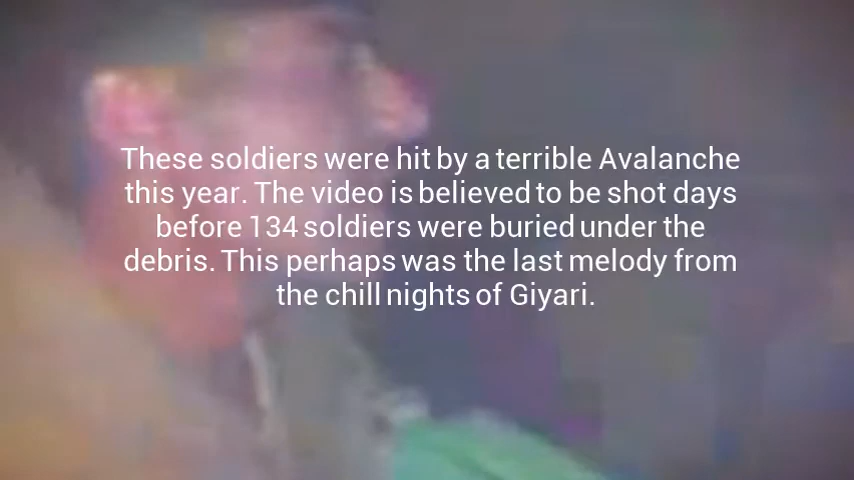 These soldiers were hit by a terrible Avalanche
this year. The video is believed to be shot days
before 134 soldiers were buried under the
debris. This perhaps was the last melody from
the chill nights of Giyari.